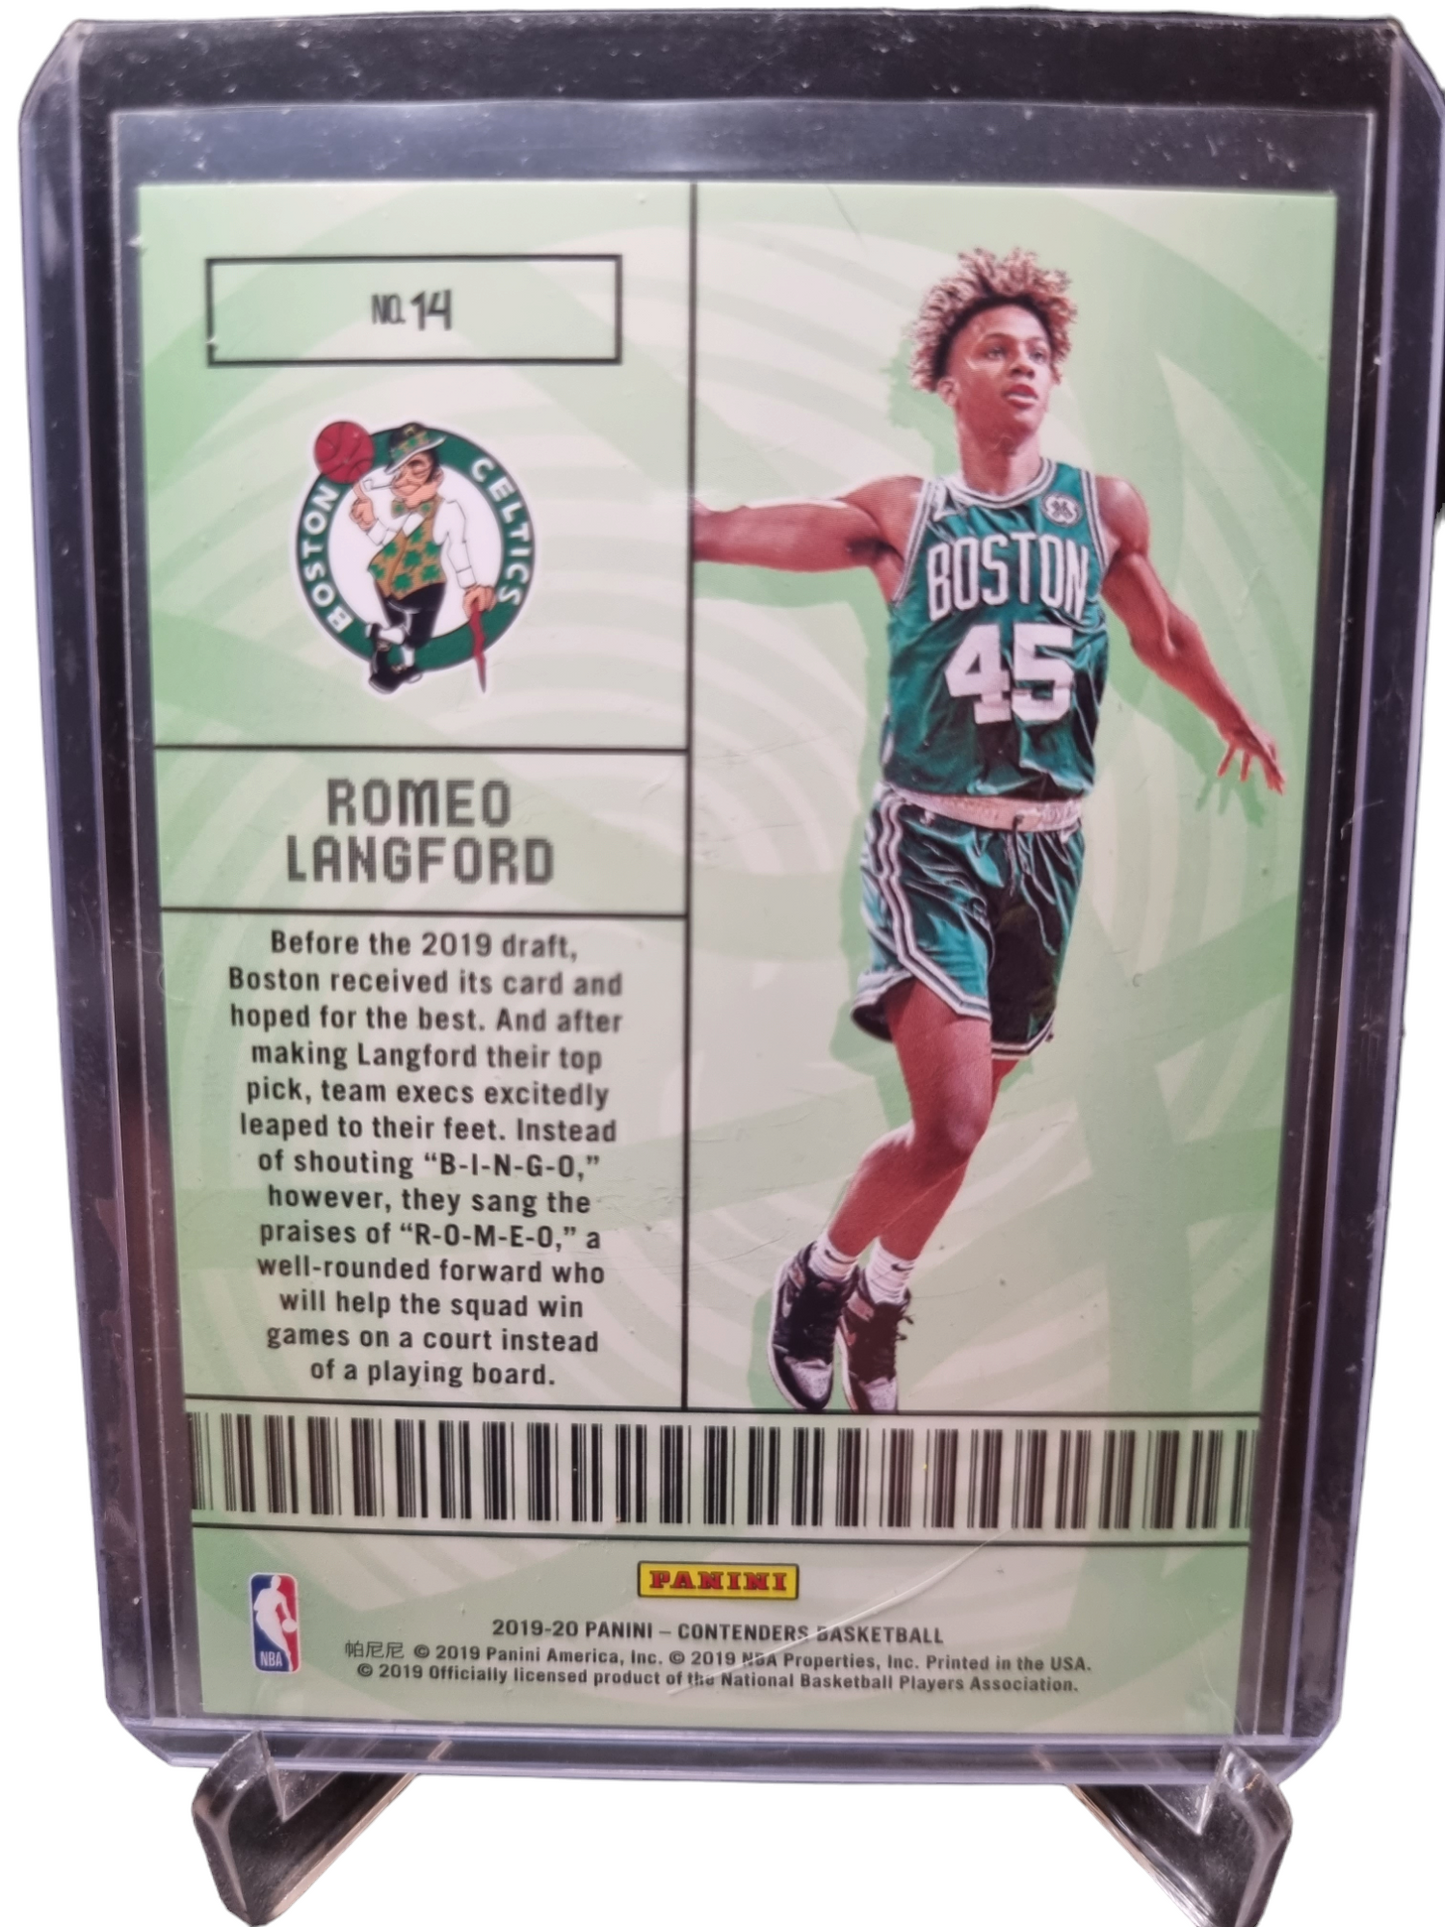 NO. 14
BOSTON CELTICS
ROMEO
LANGFORD
Before the 2019 draft,
Boston received its card and
hoped for the best. And after
making Langford their top
pick, team execs excitedly
leaped to their feet. Instead
of shouting “B-I-N-G-O,”
however, they sang the
praises of “R-O-M-E-O,” a
well-rounded forward who
will help the squad win
games on a court instead
of a playing board.
BOSTON
45
PANINI
NBA
2019-20 PANINI – CONTENDERS BASKETBALL
帕尼尼 © 2019 Panini America, Inc. © 2019 NBA Properties, Inc. Printed in the USA.
© 2019 Officially licensed product of the National Basketball Players Association.